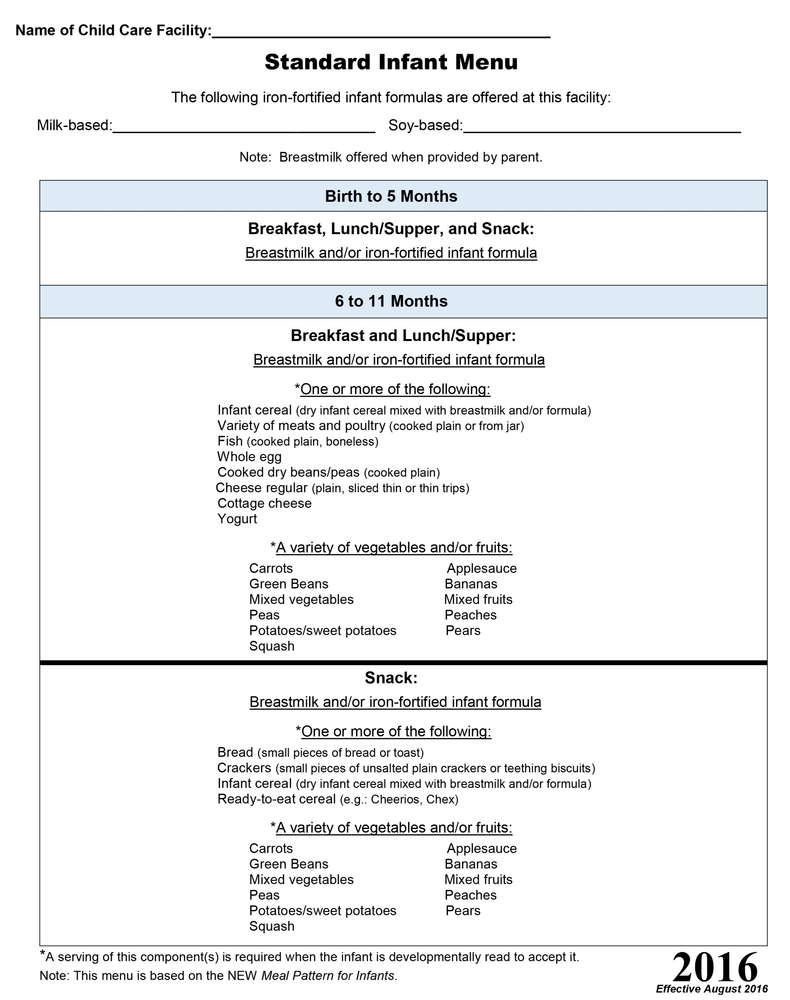 Name of Child Care Facility:
Standard Infant Menu
The following iron-fortified infant formulas are offered at this facility:
Milk-based: Soy-based:
Note: Breastmilk offered when provided by parent.
Birth to 5 Months
Breakfast, Lunch/Supper, and Snack:
Breastmilk and/or iron-fortified infant formula
6 to 11 Months
Breakfast and Lunch/Supper:
Breastmilk and/or iron-fortified infant formula
*One or more of the following:
Infant cereal (dry infant cereal mixed with breastmilk and/or formula)
Variety of meats and poultry (cooked plain or from jar)
Fish (cooked plain, boneless)
Whole egg
Cooked dry beans/peas (cooked plain)
Cheese regular (plain, sliced thin or thin trips)
Cottage cheese
Yogurt
*A variety of vegetables and/or fruits:
Carrots Applesauce
Green Beans Bananas
Mixed vegetables Mixed fruits
Peas Peaches
Potatoes/sweet potatoes Pears
Squash
Snack:
Breastmilk and/or iron-fortified infant formula
*One or more of the following:
Bread (small pieces of bread or toast)
Crackers (small pieces of unsalted plain crackers or teething biscuits)
Infant cereal (dry infant cereal mixed with breastmilk and/or formula)
Ready-to-eat cereal (e.g.: Cheerios, Chex)
*A variety of vegetables and/or fruits:
Carrots Applesauce
Green Beans Bananas
Mixed vegetables Mixed fruits
Peas Peaches
Potatoes/sweet potatoes Pears
Squash
*A serving of this component(s) is required when the infant is developmentally read to accept it.
Note: This menu is based on the NEW Meal Pattern for Infants.
2016
Effective August 2016